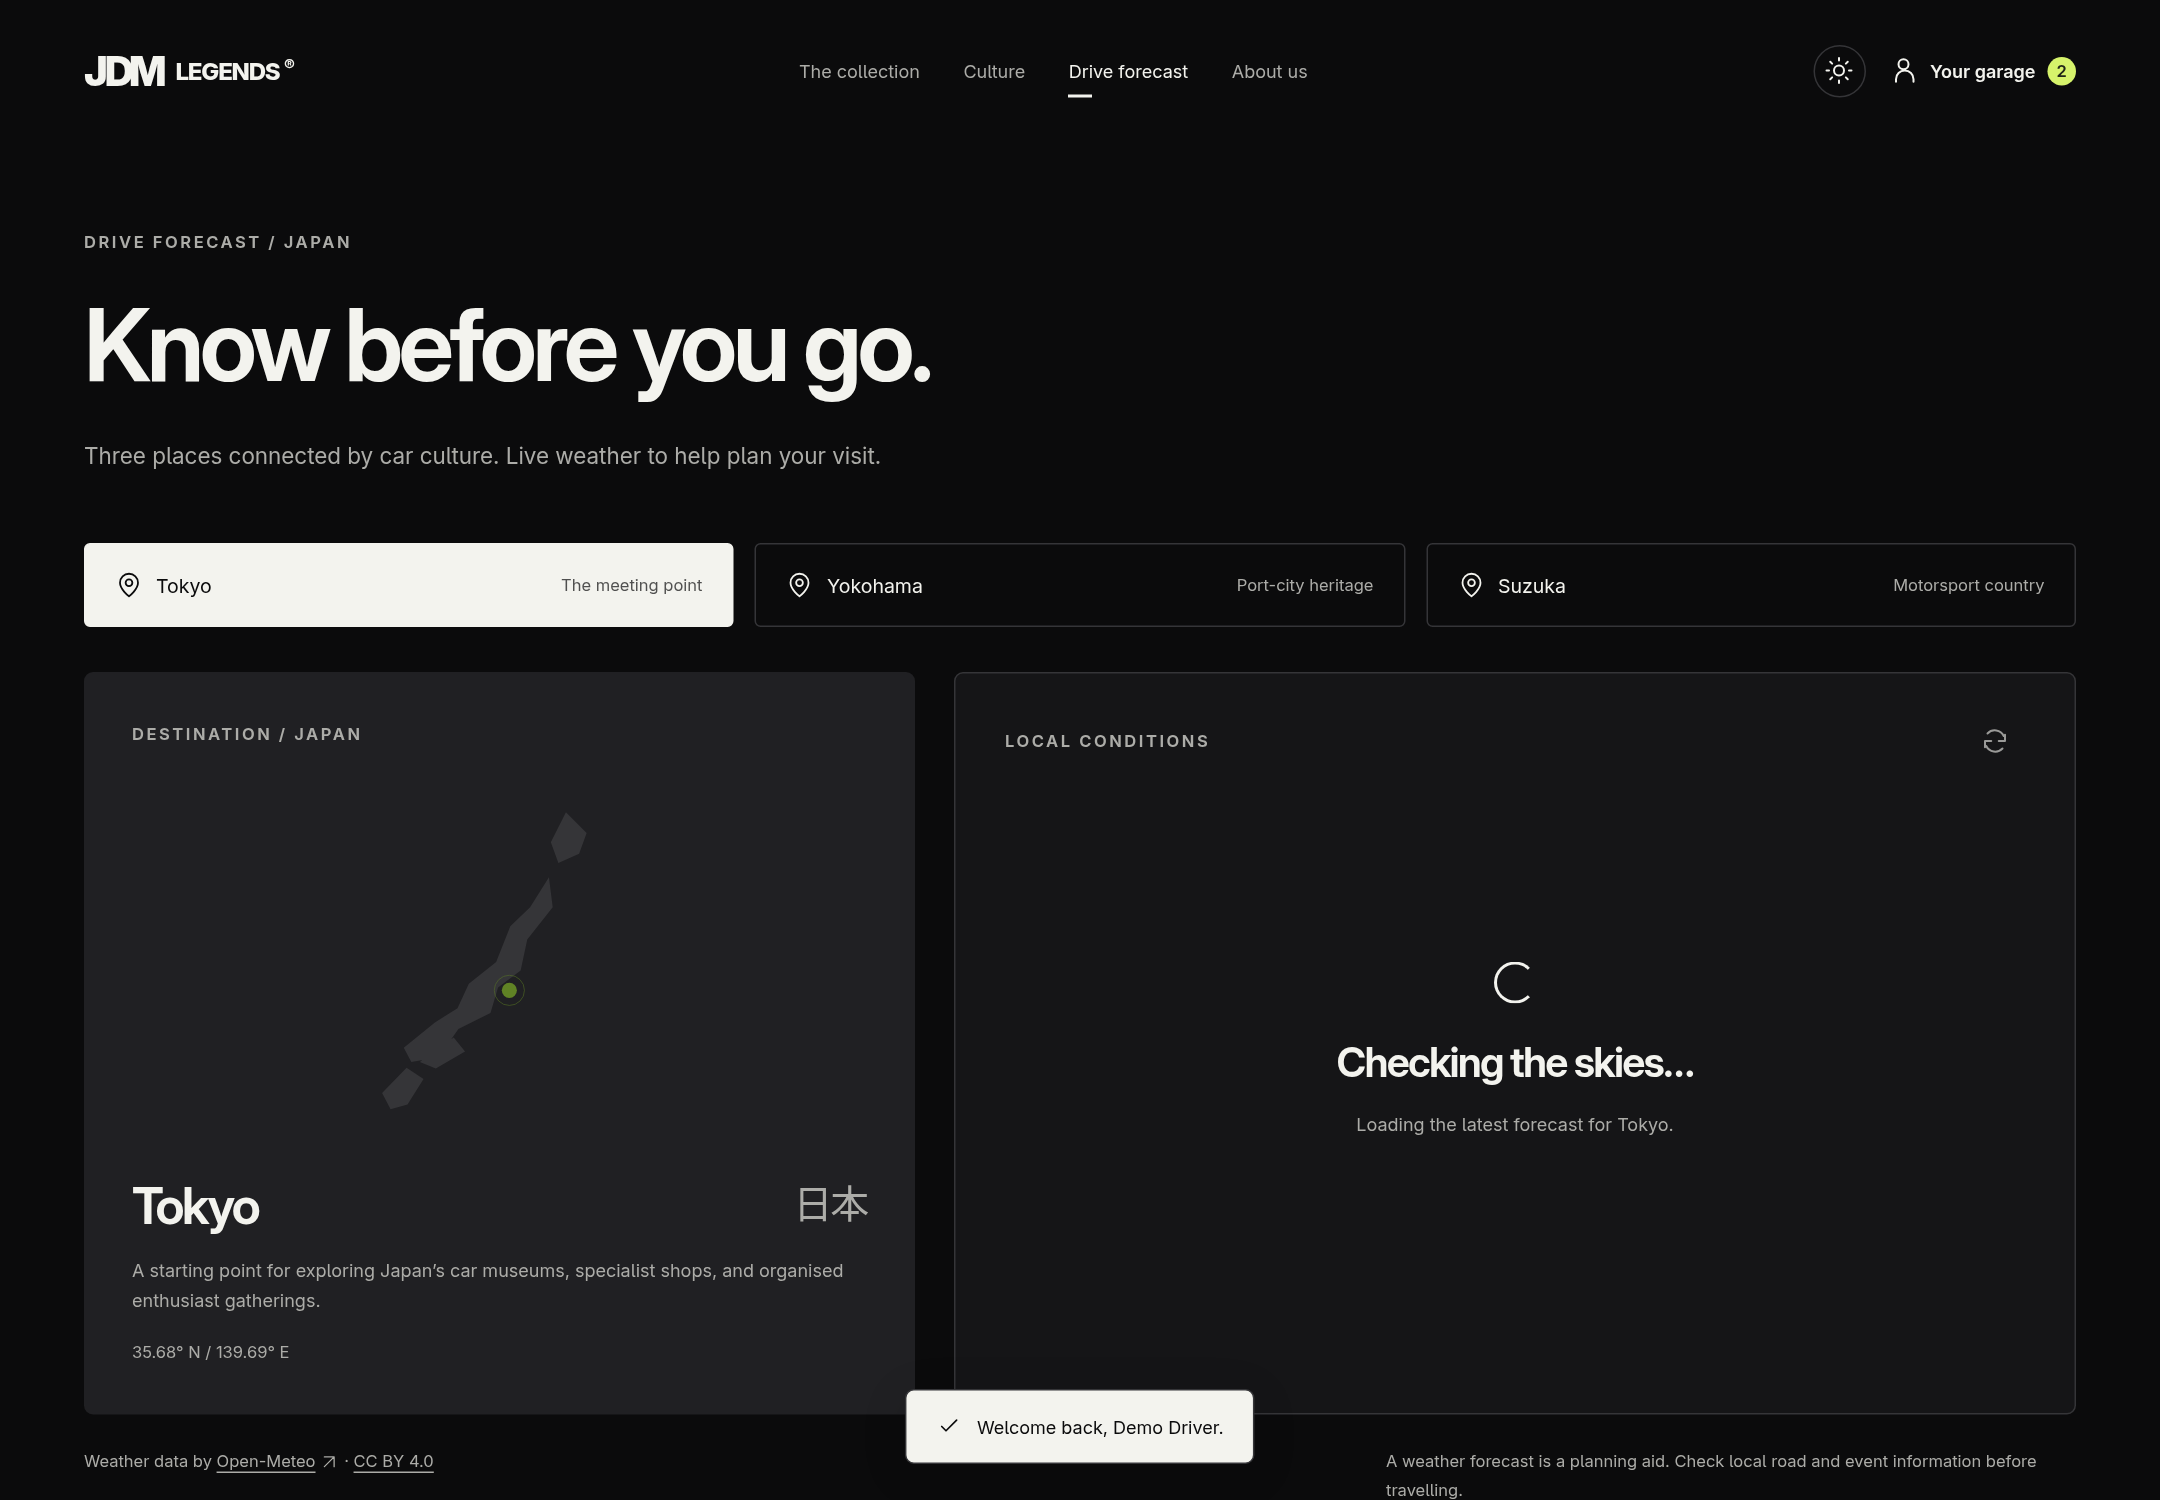 JDM LEGENDS ®
The collection
Culture
Drive forecast
About us
Your garage
2
DRIVE FORECAST / JAPAN
Know before you go.
Three places connected by car culture. Live weather to help plan your visit.
Tokyo
The meeting point
Yokohama
Port-city heritage
Suzuka
Motorsport country
DESTINATION / JAPAN
Tokyo
日本
A starting point for exploring Japan’s car museums, specialist shops, and organised
enthusiast gatherings.
35.68° N / 139.69° E
LOCAL CONDITIONS
Checking the skies…
Loading the latest forecast for Tokyo.
Welcome back, Demo Driver.
Weather data by Open-Meteo · CC BY 4.0
A weather forecast is a planning aid. Check local road and event information before
travelling.